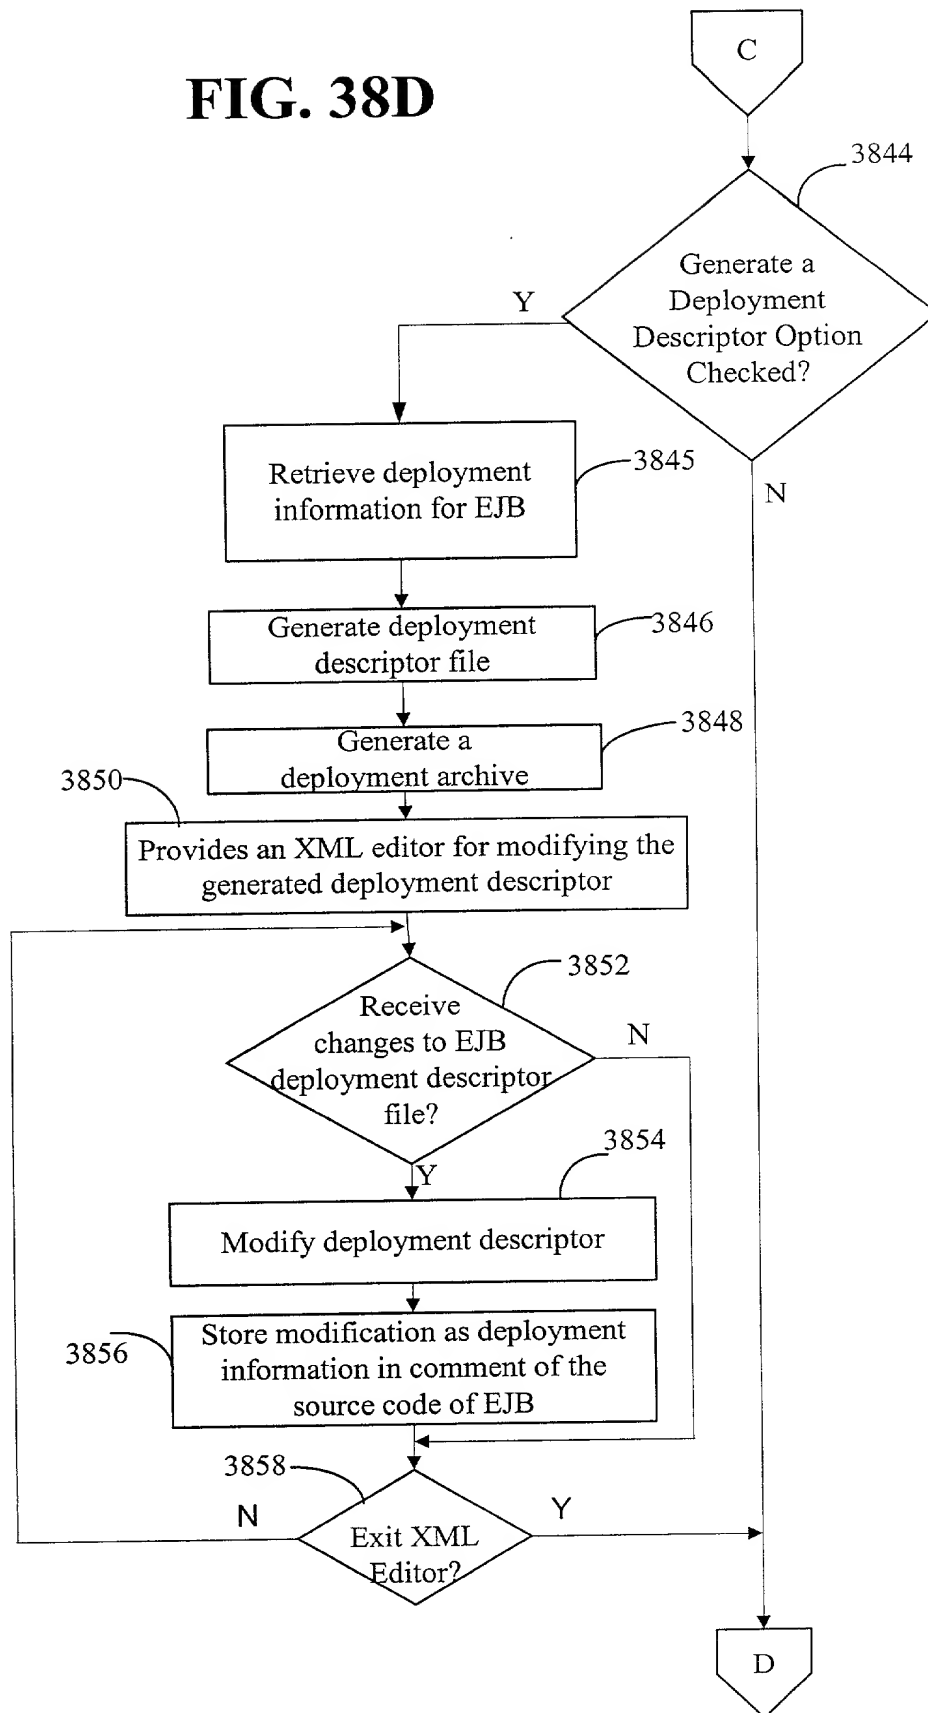 FIG. 38D
C
3844
Generate a
Deployment
Descriptor Option
Checked?
Y
N
Retrieve deployment
information for EJB
3845
Generate deployment
descriptor file
3846
Generate a
deployment archive
3848
3850
Provides an XML editor for modifying the
generated deployment descriptor
3852
Receive
changes to EJB
deployment descriptor
file?
N
Y
3854
Modify deployment descriptor
3856
Store modification as deployment
information in comment of the
source code of EJB
3858
N
Exit XML
Editor?
Y
D